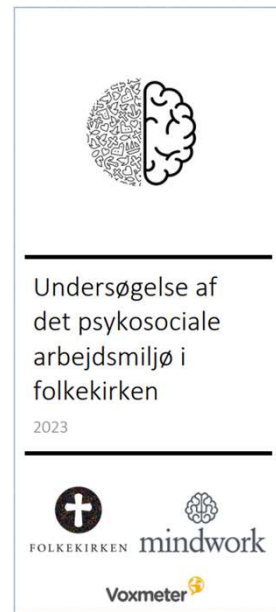 Undersøgelse af
det psykosociale
arbejdsmiljø i
folkekirken
2023
FOLKEKIRKEN
mindwork
Voxmeter